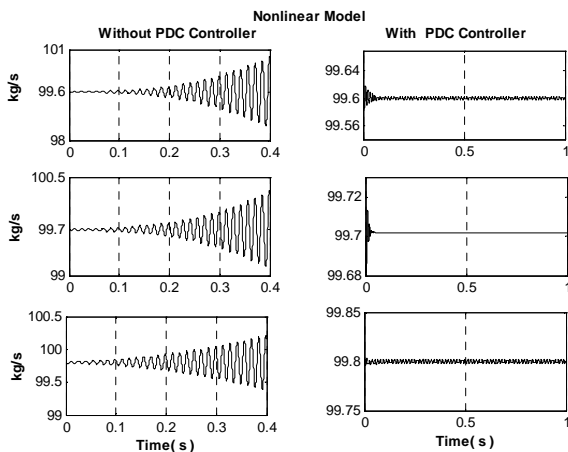 Nonlinear Model
Without PDC Controller
With PDC Controller
101
99.6
98
kg/s
0 0.1 0.2 0.3 0.4
99.64
99.6
99.56
0 0.5 1
100.5
99.7
99
kg/s
0 0.1 0.2 0.3 0.4
99.72
99.7
99.68
0 0.5 1
100.5
100
99.5
99
kg/s
0 0.1 0.2 0.3 0.4
Time( s )
99.85
99.8
99.75
0 0.5 1
Time( s )